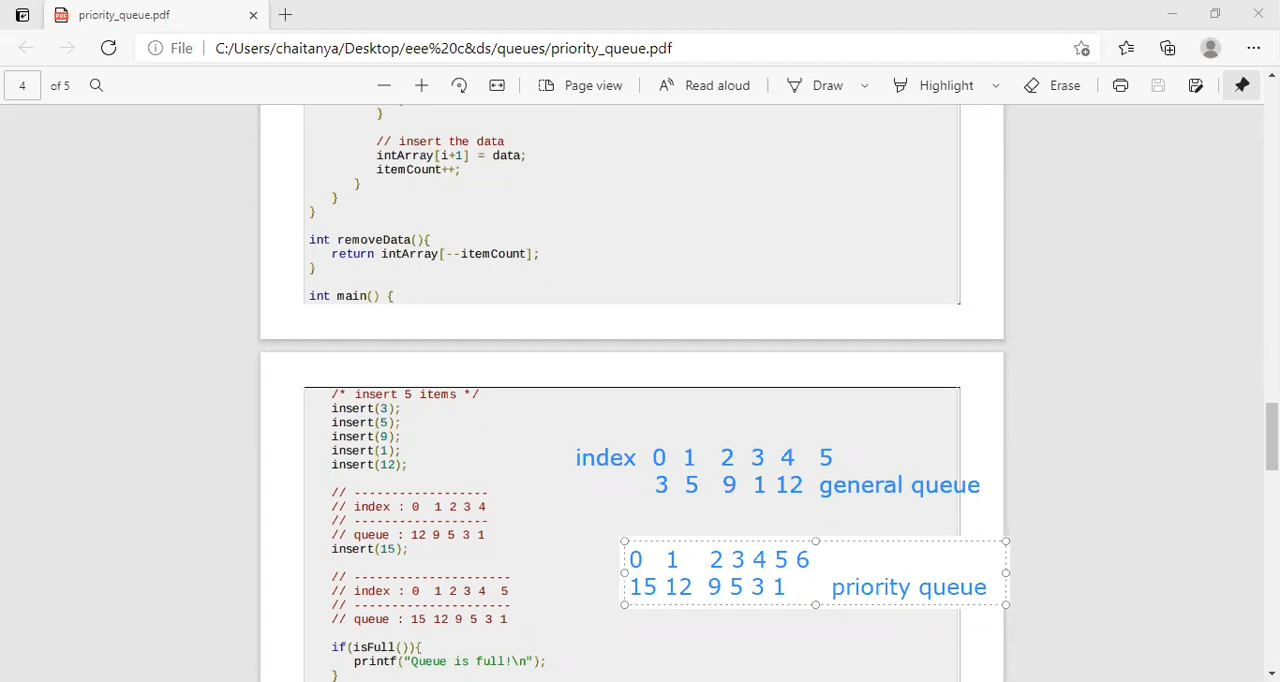 priority_queue.pdf
File C:/Users/chaitanya/Desktop/eee%20c&ds/queues/priority_queue.pdf
4 of 5 Page view Read aloud Draw Highlight Erase
}
// insert the data
intArray[i+1] = data;
itemCount++;
}
}
}
int removeData(){
return intArray[--itemCount];
}
int main() {
/* insert 5 items */
insert(3);
insert(5);
insert(9);
insert(1);
insert(12);
// ------------------
// index : 0 1 2 3 4
// ------------------
// queue : 12 9 5 3 1
insert(15);
// ---------------------
// index : 0 1 2 3 4 5
// ---------------------
// queue : 15 12 9 5 3 1
if(isFull()){
printf("Queue is full!\n");
}
index 0 1 2 3 4 5
3 5 9 1 12 general queue
0 1 2 3 4 5 6
15 12 9 5 3 1 priority queue